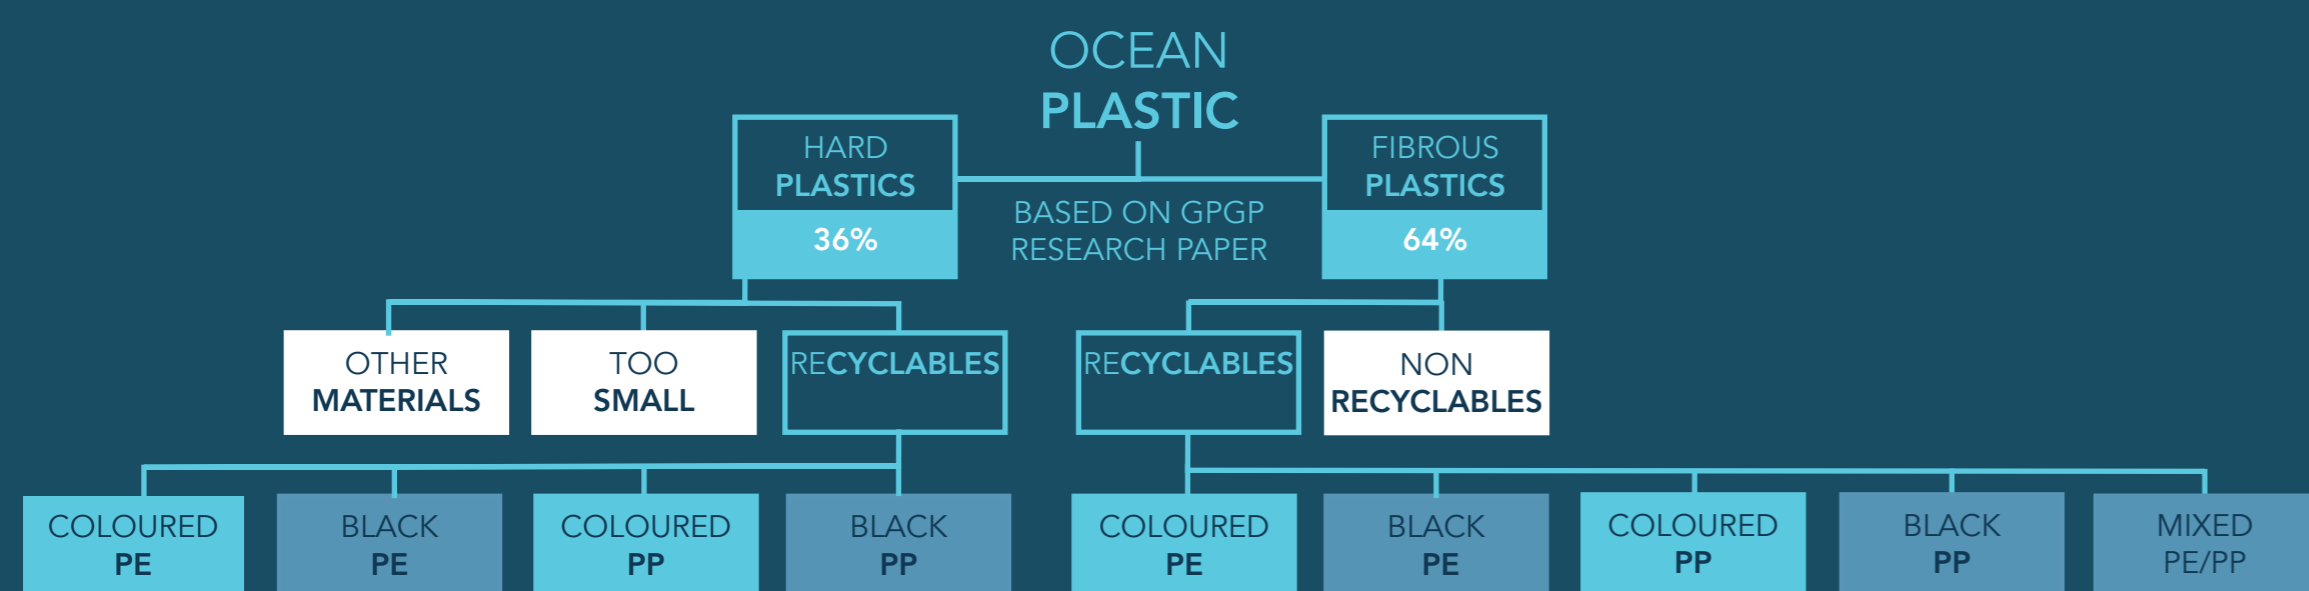 OCEAN
PLASTIC
HARD
PLASTICS
36%
BASED ON GPGP
RESEARCH PAPER
FIBROUS
PLASTICS
64%
OTHER
MATERIALS
TOO
SMALL
RECYCLABLES
RECYCLABLES
NON
RECYCLABLES
COLOURED
PE
BLACK
PE
COLOURED
PP
BLACK
PP
COLOURED
PE
BLACK
PE
COLOURED
PP
BLACK
PP
MIXED
PE/PP